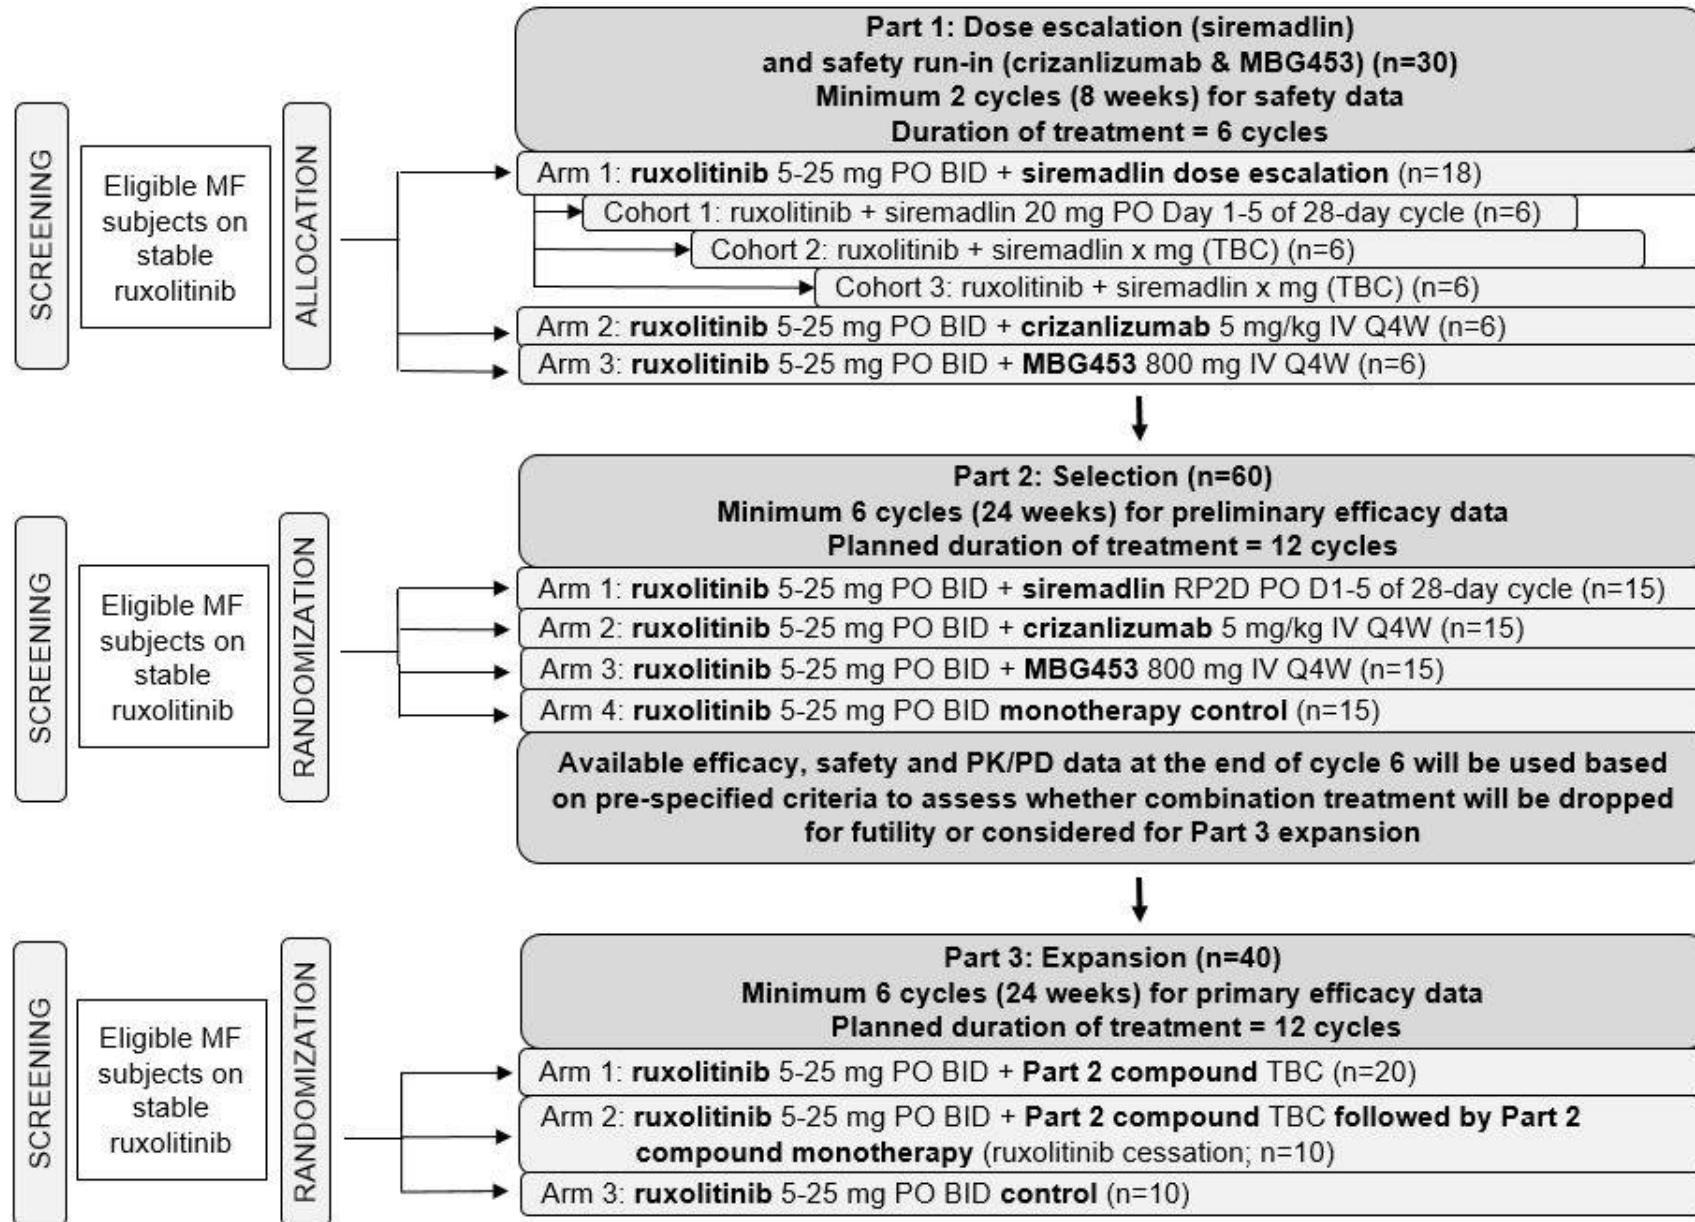 Part 1: Dose escalation (siremadlin)
and safety run-in (crizanlizumab & MBG453) (n=30)
Minimum 2 cycles (8 weeks) for safety data
Duration of treatment = 6 cycles
SCREENING
Eligible MF
subjects on
stable
ruxolitinib
ALLOCATION
Arm 1: ruxolitinib 5-25 mg PO BID + siremadlin dose escalation (n=18)
Cohort 1: ruxolitinib + siremadlin 20 mg PO Day 1-5 of 28-day cycle (n=6)
Cohort 2: ruxolitinib + siremadlin x mg (TBC) (n=6)
Cohort 3: ruxolitinib + siremadlin x mg (TBC) (n=6)
Arm 2: ruxolitinib 5-25 mg PO BID + crizanlizumab 5 mg/kg IV Q4W (n=6)
Arm 3: ruxolitinib 5-25 mg PO BID + MBG453 800 mg IV Q4W (n=6)
Part 2: Selection (n=60)
Minimum 6 cycles (24 weeks) for preliminary efficacy data
Planned duration of treatment = 12 cycles
SCREENING
Eligible MF
subjects on
stable
ruxolitinib
RANDOMIZATION
Arm 1: ruxolitinib 5-25 mg PO BID + siremadlin RP2D PO D1-5 of 28-day cycle (n=15)
Arm 2: ruxolitinib 5-25 mg PO BID + crizanlizumab 5 mg/kg IV Q4W (n=15)
Arm 3: ruxolitinib 5-25 mg PO BID + MBG453 800 mg IV Q4W (n=15)
Arm 4: ruxolitinib 5-25 mg PO BID monotherapy control (n=15)
Available efficacy, safety and PK/PD data at the end of cycle 6 will be used based
on pre-specified criteria to assess whether combination treatment will be dropped
for futility or considered for Part 3 expansion
Part 3: Expansion (n=40)
Minimum 6 cycles (24 weeks) for primary efficacy data
Planned duration of treatment = 12 cycles
SCREENING
Eligible MF
subjects on
stable
ruxolitinib
RANDOMIZATION
Arm 1: ruxolitinib 5-25 mg PO BID + Part 2 compound TBC (n=20)
Arm 2: ruxolitinib 5-25 mg PO BID + Part 2 compound TBC followed by Part 2
compound monotherapy (ruxolitinib cessation; n=10)
Arm 3: ruxolitinib 5-25 mg PO BID control (n=10)